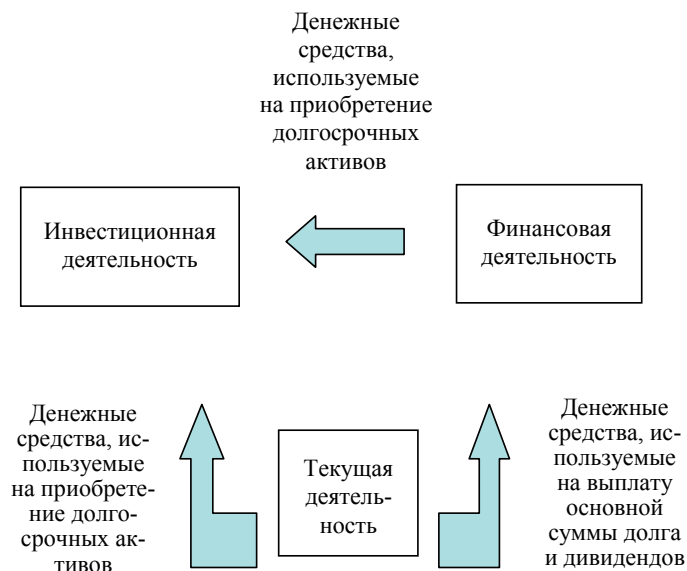 Денежные
средства,
используемые
на приобретение
долгосрочных
активов
Инвестиционная
деятельность
Финансовая
деятельность
Денежные
средства, ис-
пользуемые
на приобрете-
ние долго-
срочных ак-
тивов
Текущая
деятель-
ность
Денежные
средства, ис-
пользуемые
на выплату
основной
суммы долга
и дивидендов